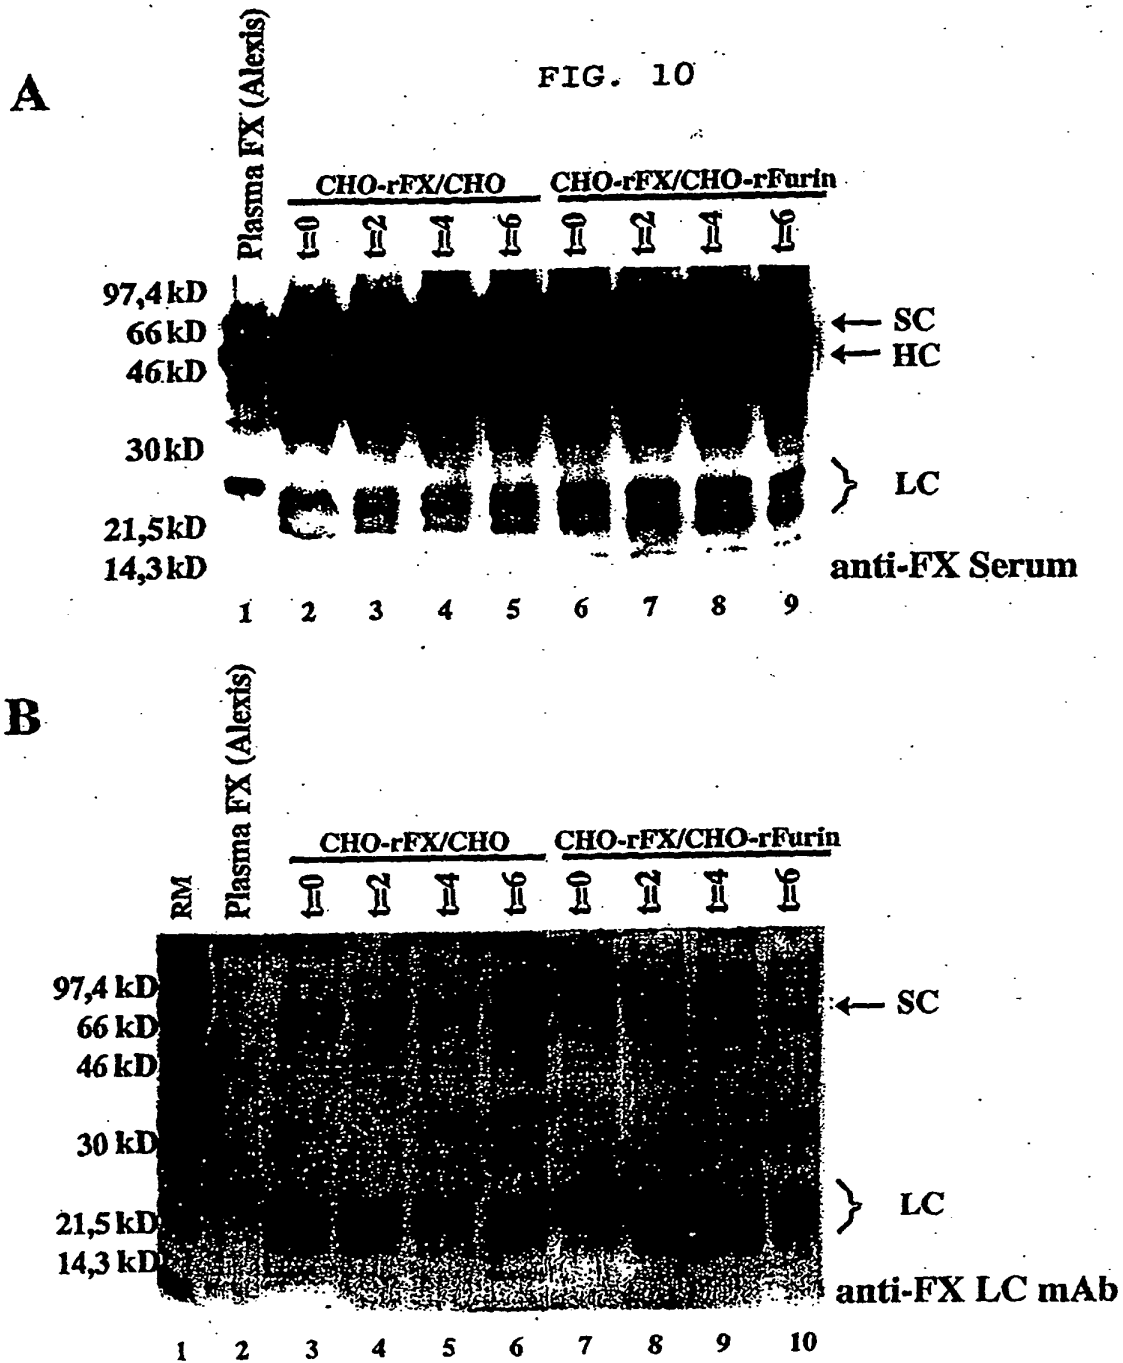 FIG. 10
A
Plasma FX (Alexis)
CHO-rFX/CHO CHO-rFX/CHO-rFurin
t=0 t=2 t=4 t=6 t=0 t=2 t=4 t=6
97,4 kD
66 kD
46 kD
30 kD
21,5 kD
14,3 kD
SC
HC
LC
anti-FX Serum
1 2 3 4 5 6 7 8 9
B
RM
Plasma FX (Alexis)
CHO-rFX/CHO CHO-rFX/CHO-rFurin
t=0 t=2 t=4 t=6 t=0 t=2 t=4 t=6
97,4 kD
66 kD
46 kD
30 kD
21,5 kD
14,3 kD
SC
LC
anti-FX LC mAb
1 2 3 4 5 6 7 8 9 10